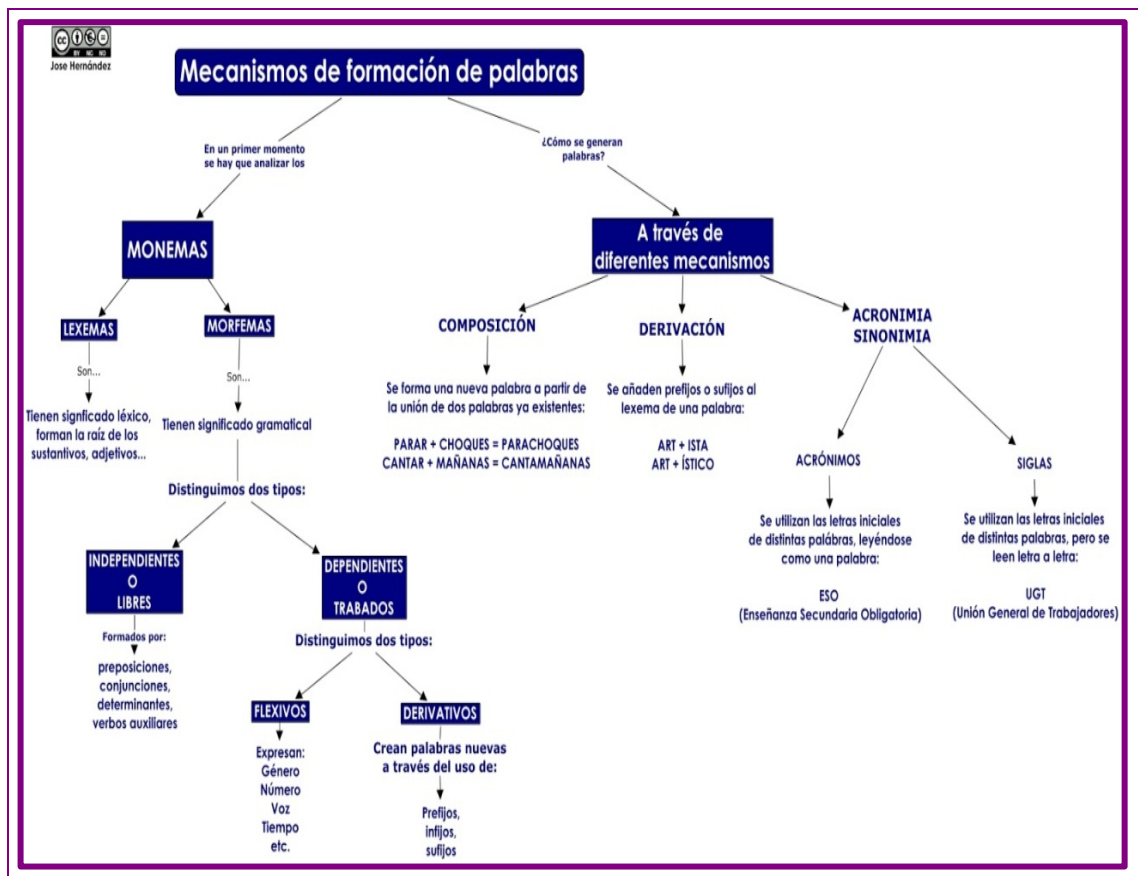 cc BY NC ND
Jose Hernández
Mecanismos de formación de palabras
En un primer momento
se hay que analizar los
¿Cómo se generan
palabras?
MONEMAS
A través de
diferentes mecanismos
LEXEMAS
MORFEMAS
COMPOSICIÓN
DERIVACIÓN
ACRONIMIA
SINONIMIA
Son...
Son...
Tienen signficado léxico,
forman la raíz de los
sustantivos, adjetivos...
Tienen significado gramatical
Se forma una nueva palabra a partir de
la unión de dos palabras ya existentes:
PARAR + CHOQUES = PARACHOQUES
CANTAR + MAÑANAS = CANTAMAÑANAS
Se añaden prefijos o sufijos al
lexema de una palabra:
ART + ISTA
ART + ÍSTICO
ACRÓNIMOS
SIGLAS
Se utilizan las letras iniciales
de distintas palábras, leyéndose
como una palabra:
ESO
(Enseñanza Secundaria Obligatoria)
Se utilizan las letras iniciales
de distintas palabras, pero se
leen letra a letra:
UGT
(Unión General de Trabajadores)
Distinguimos dos tipos:
INDEPENDIENTES
O
LIBRES
DEPENDIENTES
O
TRABADOS
Formados por:
preposiciones,
conjunciones,
determinantes,
verbos auxiliares
Distinguimos dos tipos:
FLEXIVOS
DERIVATIVOS
Expresan:
Género
Número
Voz
Tiempo
etc.
Crean palabras nuevas
a través del uso de:
Prefijos,
infijos,
sufijos